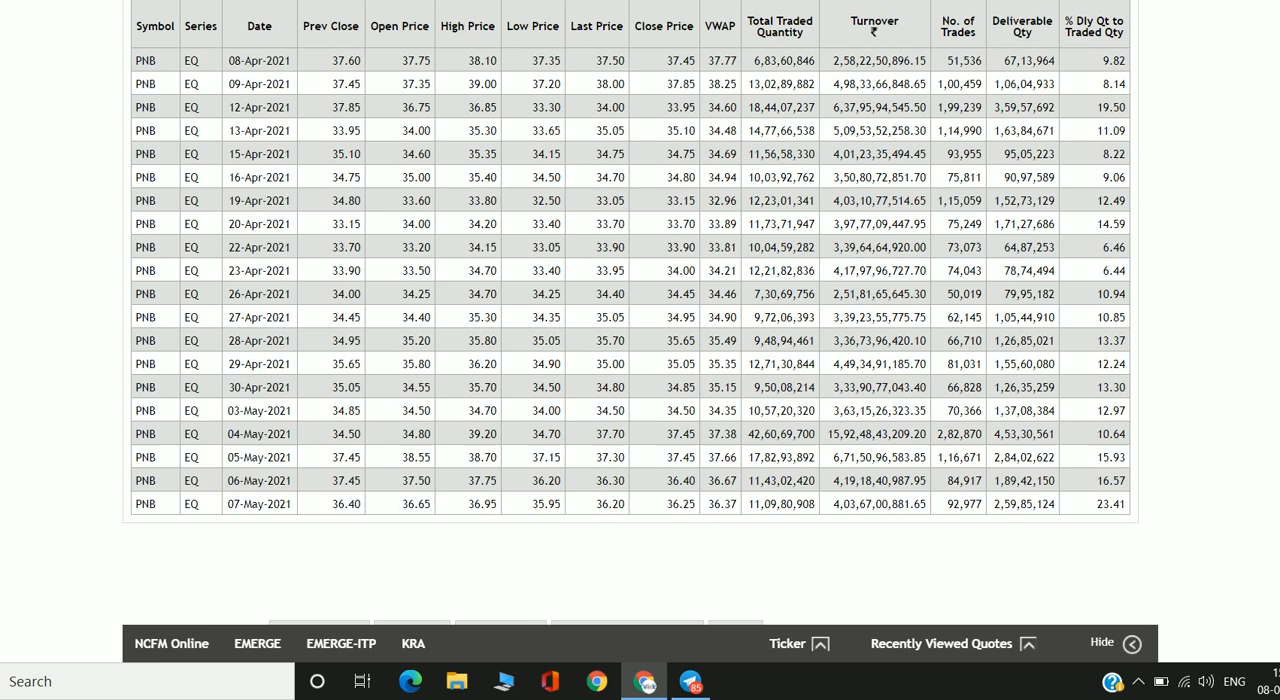 Symbol Series Date Prev Close Open Price High Price Low Price Last Price Close Price VWAP Total Traded Quantity Turnover ₹ No. of Trades Deliverable Qty % Dly Qt to Traded Qty
PNB EQ 08-Apr-2021 37.60 37.75 38.10 37.35 37.50 37.45 37.77 6,83,60,846 2,58,22,50,896.15 51,536 67,13,964 9.82
PNB EQ 09-Apr-2021 37.45 37.35 39.00 37.20 38.00 37.85 38.25 13,02,89,882 4,98,33,66,848.65 1,00,459 1,06,04,933 8.14
PNB EQ 12-Apr-2021 37.85 36.75 36.85 33.30 34.00 33.95 34.60 18,44,07,237 6,37,95,94,545.50 1,99,239 3,59,57,692 19.50
PNB EQ 13-Apr-2021 33.95 34.00 35.30 33.65 35.05 35.10 34.48 14,77,66,538 5,09,53,52,258.30 1,14,990 1,63,84,671 11.09
PNB EQ 15-Apr-2021 35.10 34.60 35.35 34.15 34.75 34.75 34.69 11,56,58,330 4,01,23,35,494.45 93,955 95,05,223 8.22
PNB EQ 16-Apr-2021 34.75 35.00 35.40 34.50 34.70 34.80 34.94 10,03,92,762 3,50,80,72,851.70 75,811 90,97,589 9.06
PNB EQ 19-Apr-2021 34.80 33.60 33.80 32.50 33.05 33.15 32.96 12,23,01,341 4,03,10,77,514.65 1,15,059 1,52,73,129 12.49
PNB EQ 20-Apr-2021 33.15 34.00 34.20 33.40 33.70 33.70 33.89 11,73,71,947 3,97,77,09,447.95 75,249 1,71,27,686 14.59
PNB EQ 22-Apr-2021 33.70 33.20 34.15 33.05 33.90 33.90 33.81 10,04,59,282 3,39,64,64,920.00 73,073 64,87,253 6.46
PNB EQ 23-Apr-2021 33.90 33.50 34.70 33.40 33.95 34.00 34.21 12,21,82,836 4,17,97,96,727.70 74,043 78,74,494 6.44
PNB EQ 26-Apr-2021 34.00 34.25 34.70 34.25 34.40 34.45 34.46 7,30,69,756 2,51,81,65,645.30 50,019 79,95,182 10.94
PNB EQ 27-Apr-2021 34.45 34.40 35.30 34.35 35.05 34.95 34.90 9,72,06,393 3,39,23,55,775.75 62,145 1,05,44,910 10.85
PNB EQ 28-Apr-2021 34.95 35.20 35.80 35.05 35.70 35.65 35.49 9,48,94,461 3,36,73,96,420.10 66,710 1,26,85,021 13.37
PNB EQ 29-Apr-2021 35.65 35.80 36.20 34.90 35.00 35.05 35.35 12,71,30,844 4,49,34,91,185.70 81,031 1,55,60,080 12.24
PNB EQ 30-Apr-2021 35.05 34.55 35.70 34.50 34.80 34.85 35.15 9,50,08,214 3,33,90,77,043.40 66,828 1,26,35,259 13.30
PNB EQ 03-May-2021 34.85 34.50 34.70 34.00 34.50 34.50 34.35 10,57,20,320 3,63,15,26,323.35 70,366 1,37,08,384 12.97
PNB EQ 04-May-2021 34.50 34.80 39.20 34.70 37.70 37.45 37.38 42,60,69,700 15,92,48,43,209.20 2,82,870 4,53,30,561 10.64
PNB EQ 05-May-2021 37.45 38.55 38.70 37.15 37.30 37.45 37.66 17,82,93,892 6,71,50,96,583.85 1,16,671 2,84,02,622 15.93
PNB EQ 06-May-2021 37.45 37.50 37.75 36.20 36.30 36.40 36.67 11,43,02,420 4,19,18,40,987.95 84,917 1,89,42,150 16.57
PNB EQ 07-May-2021 36.40 36.65 36.95 35.95 36.20 36.25 36.37 11,09,80,908 4,03,67,00,881.65 92,977 2,59,85,124 23.41
NCFM Online EMERGE EMERGE-ITP KRA Ticker Recently Viewed Quotes Hide
Search 85 ENG